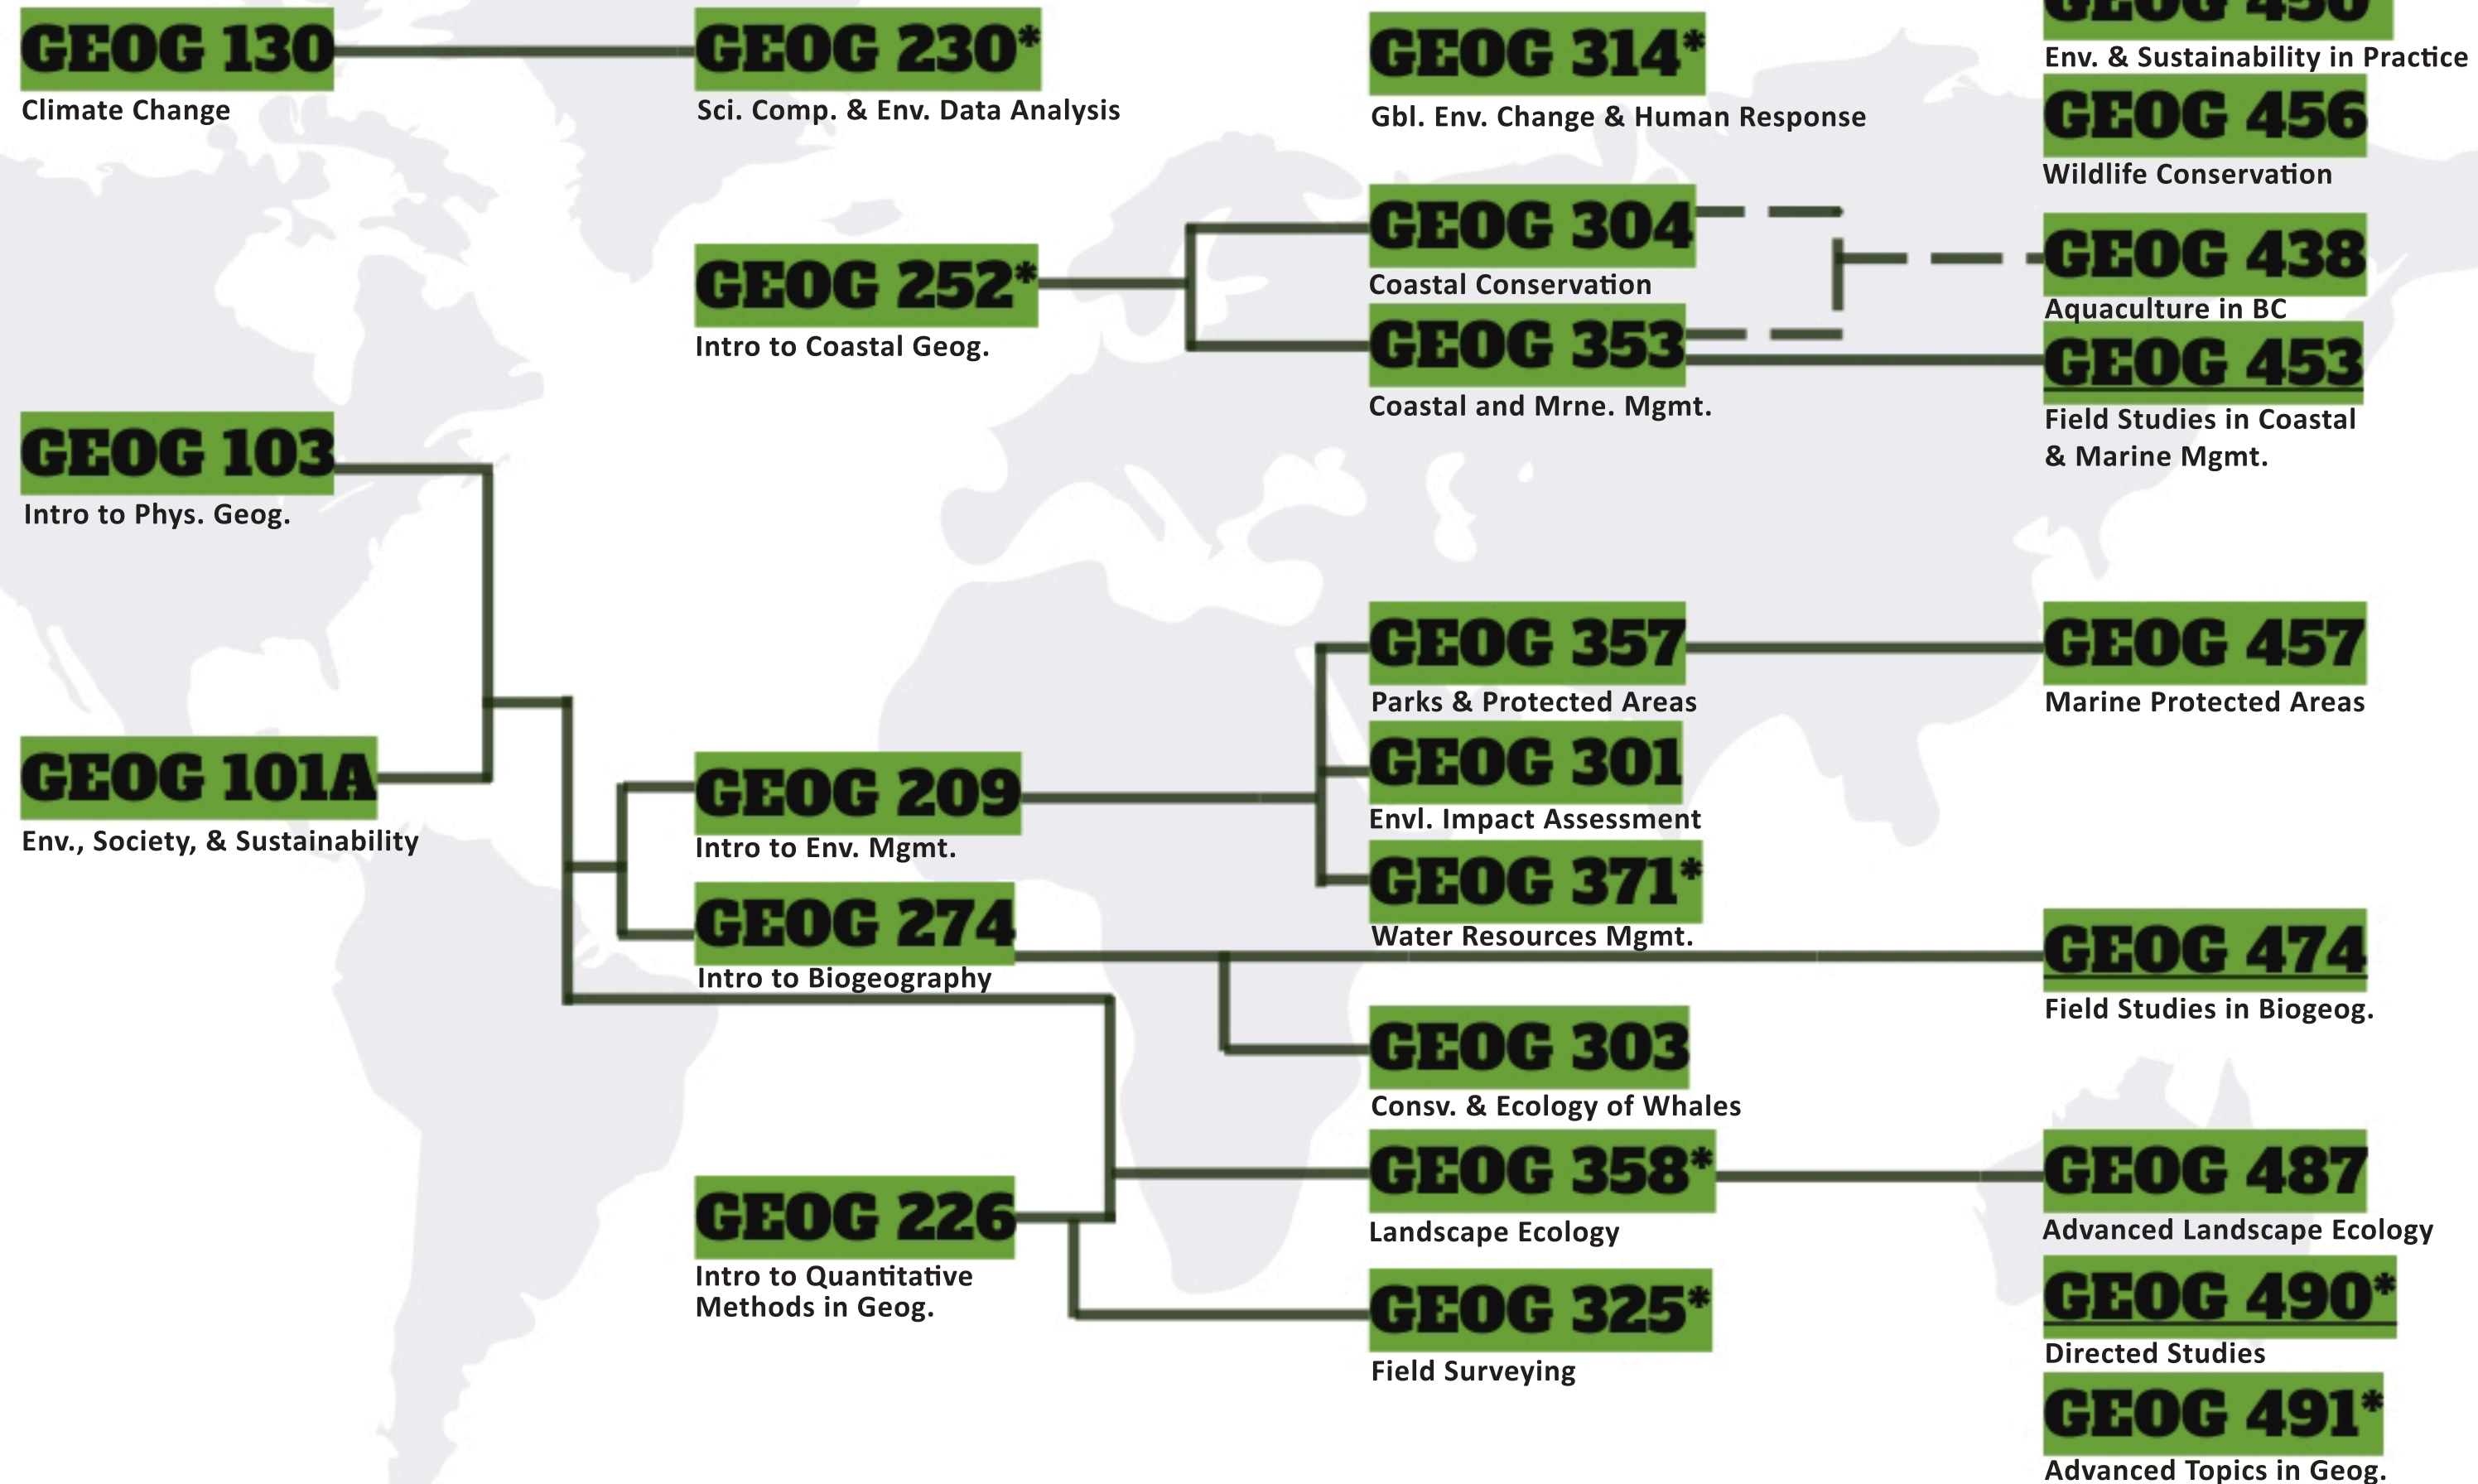 GEOG 130
Climate Change
GEOG 103
Intro to Phys. Geog.
GEOG 101A
Env., Society, & Sustainability
GEOG 230*
Sci. Comp. & Env. Data Analysis
GEOG 252*
Intro to Coastal Geog.
GEOG 209
Intro to Env. Mgmt.
GEOG 274
Intro to Biogeography
GEOG 226
Intro to Quantitative
Methods in Geog.
GEOG 314*
Gbl. Env. Change & Human Response
GEOG 304
Coastal Conservation
GEOG 353
Coastal and Mrne. Mgmt.
GEOG 357
Parks & Protected Areas
GEOG 301
Envl. Impact Assessment
GEOG 371*
Water Resources Mgmt.
GEOG 303
Consv. & Ecology of Whales
GEOG 358*
Landscape Ecology
GEOG 325*
Field Surveying
GEOG
Env. & Sustainability in Practice
GEOG 456
Wildlife Conservation
GEOG 438
Aquaculture in BC
GEOG 453
Field Studies in Coastal
& Marine Mgmt.
GEOG 457
Marine Protected Areas
GEOG 474
Field Studies in Biogeog.
GEOG 487
Advanced Landscape Ecology
GEOG 490*
Directed Studies
GEOG 491*
Advanced Topics in Geog.